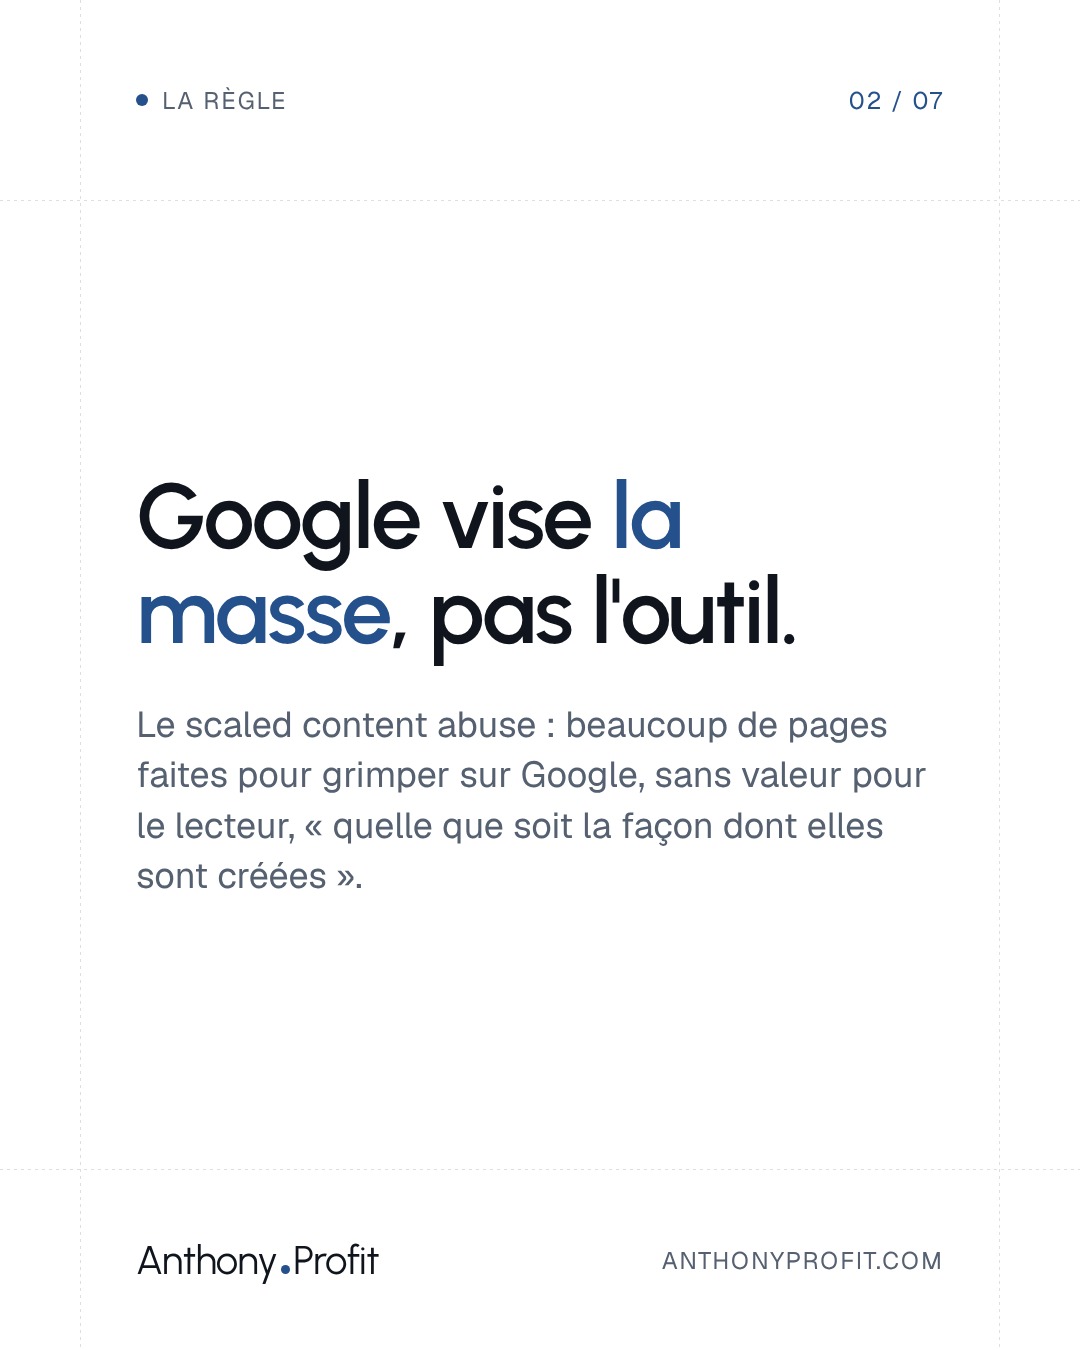 LA RÈGLE
02 / 07
Google vise la
masse, pas l'outil.
Le scaled content abuse : beaucoup de pages
faites pour grimper sur Google, sans valeur pour
le lecteur, « quelle que soit la façon dont elles
sont créées ».
Anthony.Profit
ANTHONYPROFIT.COM